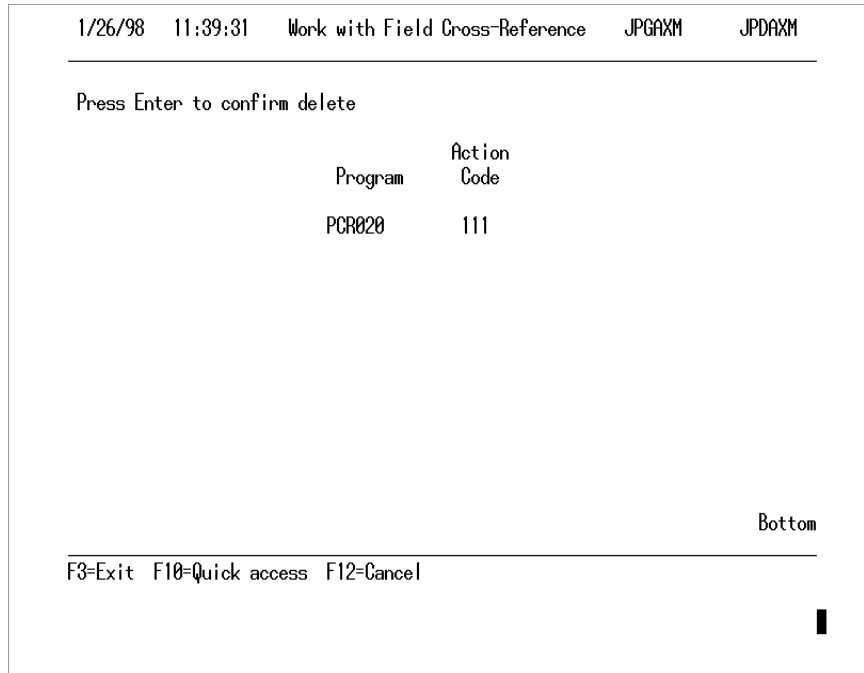 1/26/98 11:39:31 Work with Field Cross-Reference JPGAXM JPDAXM
Press Enter to confirm delete
Action
Program Code
PCR020 111
Bottom
F3=Exit F10=Quick access F12=Cancel